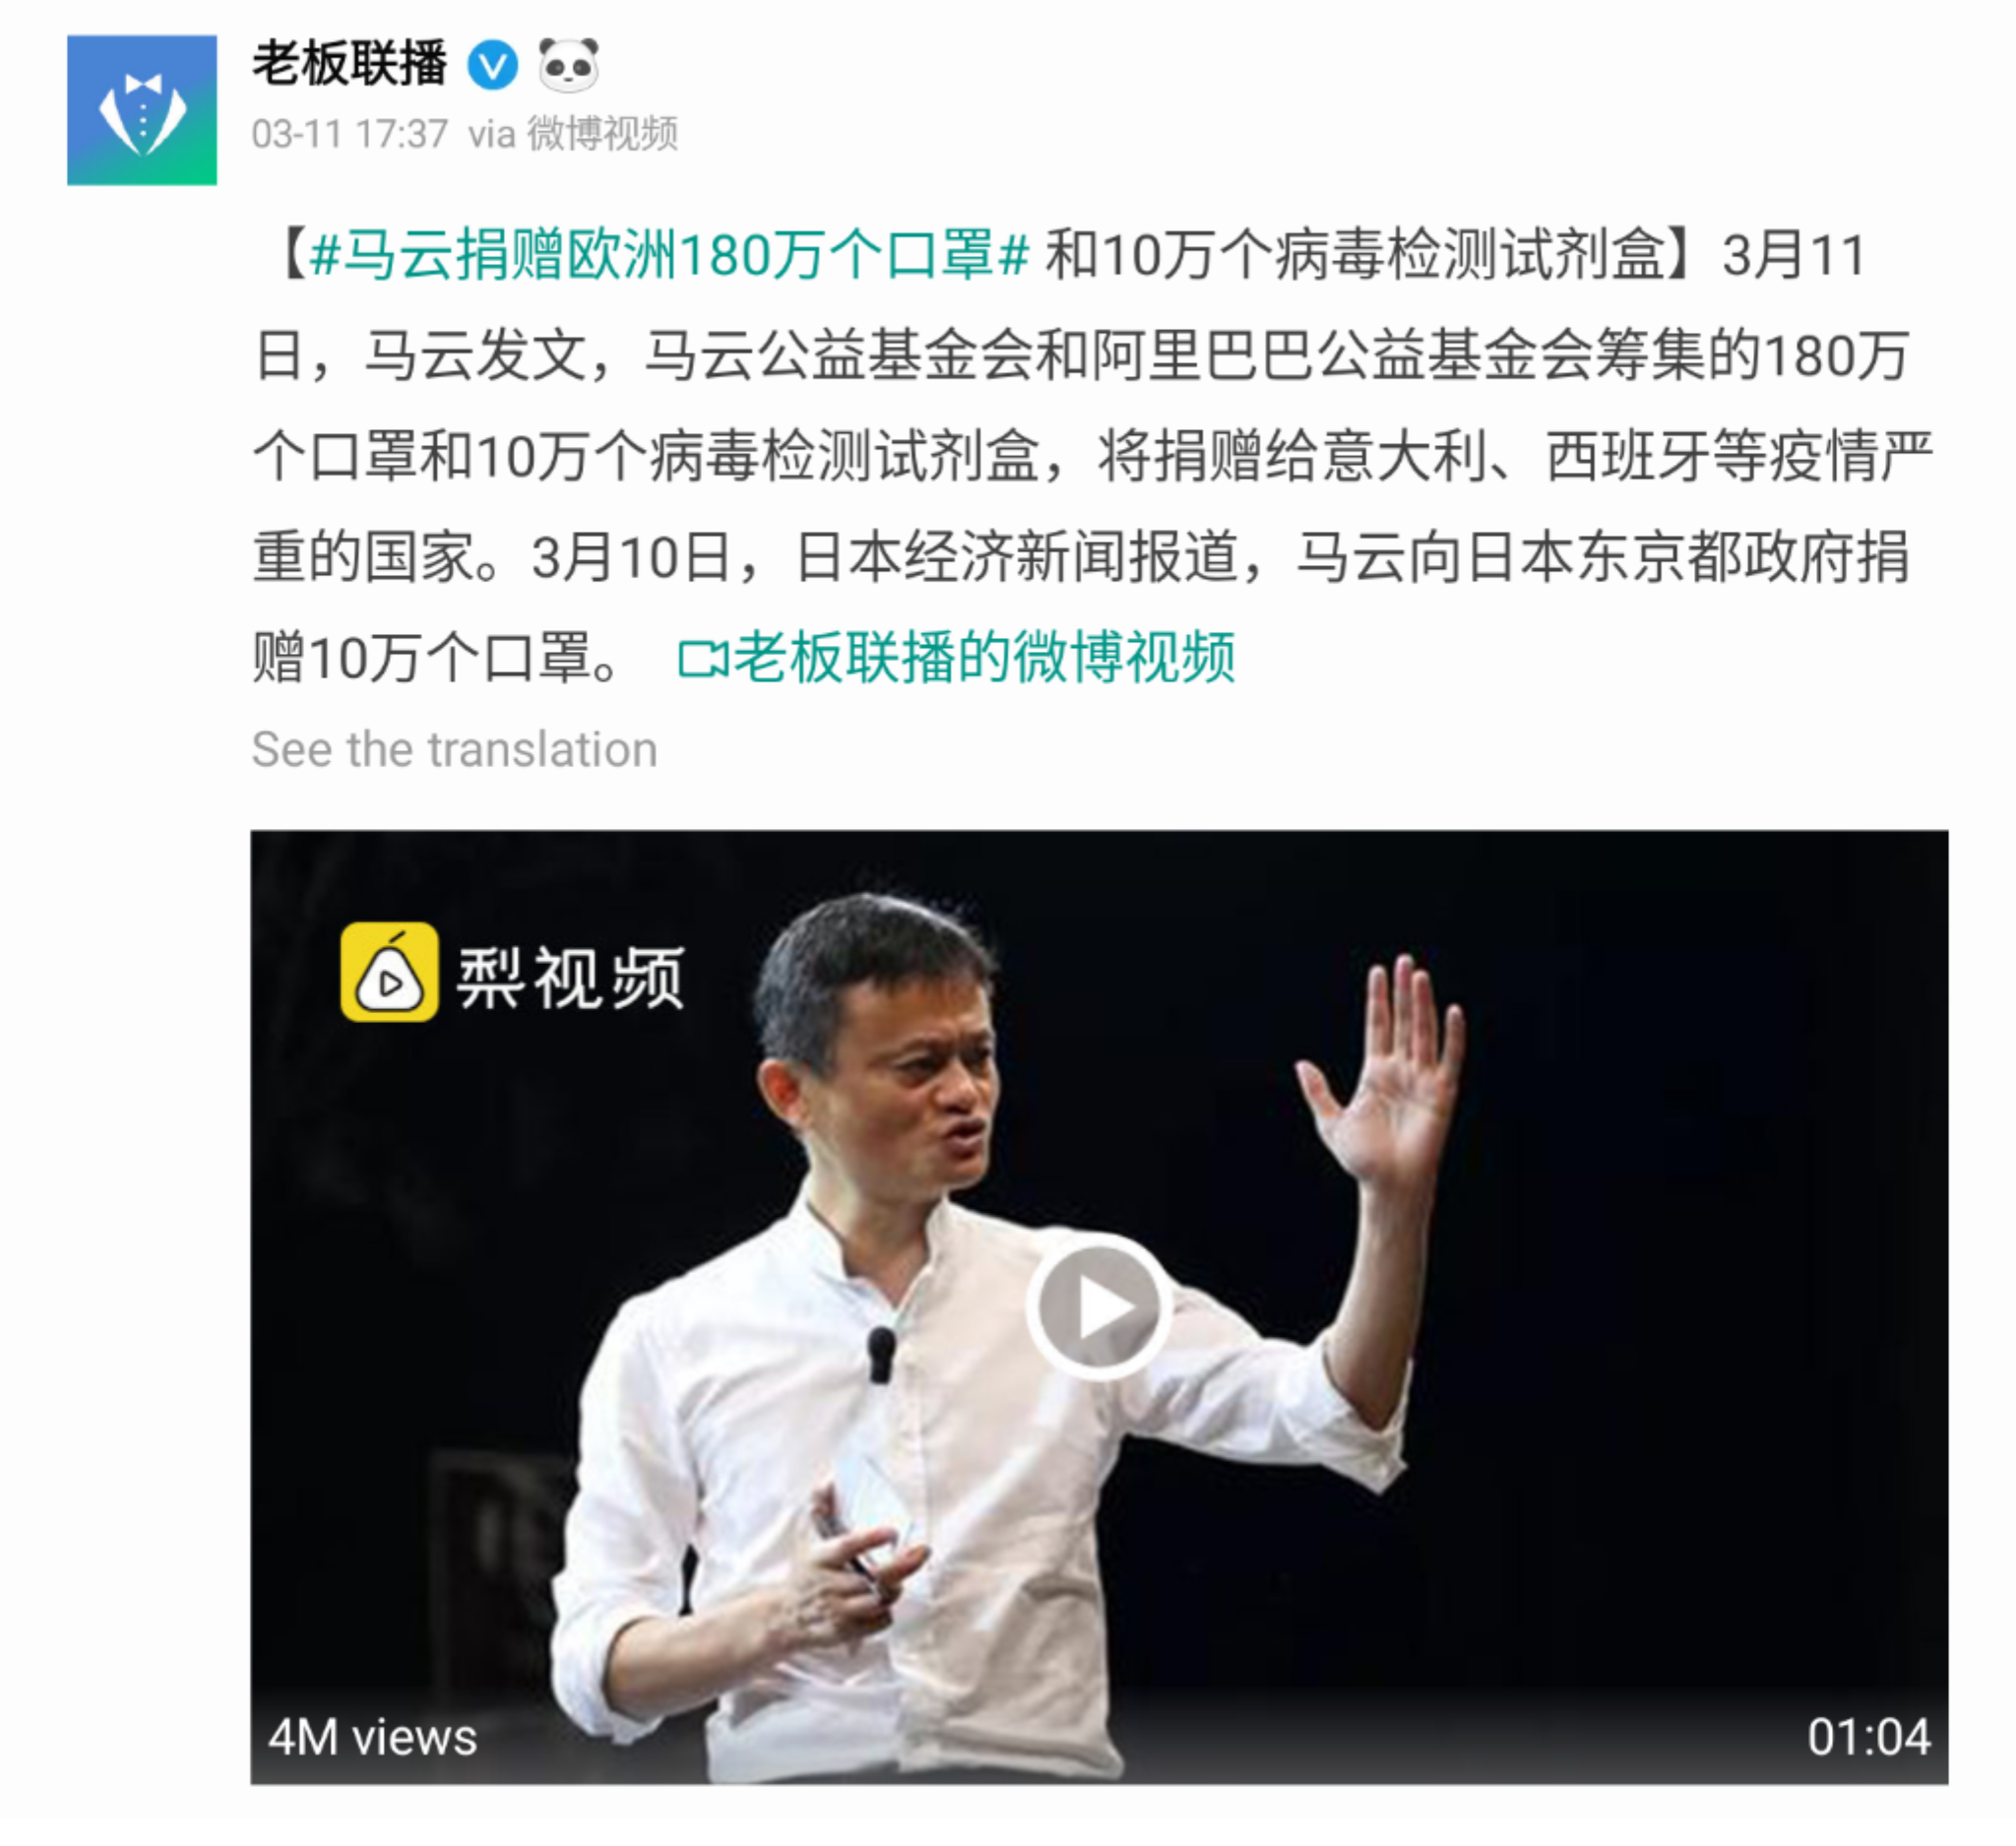 老板联播
03-11 17:37 via 微博视频
【#马云捐赠欧洲180万个口罩# 和10万个病毒检测试剂盒】3月11
日，马云发文，马云公益基金会和阿里巴巴公益基金会筹集的180万
个口罩和10万个病毒检测试剂盒，将捐赠给意大利、西班牙等疫情严
重的国家。3月10日，日本经济新闻报道，马云向日本东京都政府捐
赠10万个口罩。 老板联播的微博视频
See the translation
梨视频
4M views
01:04